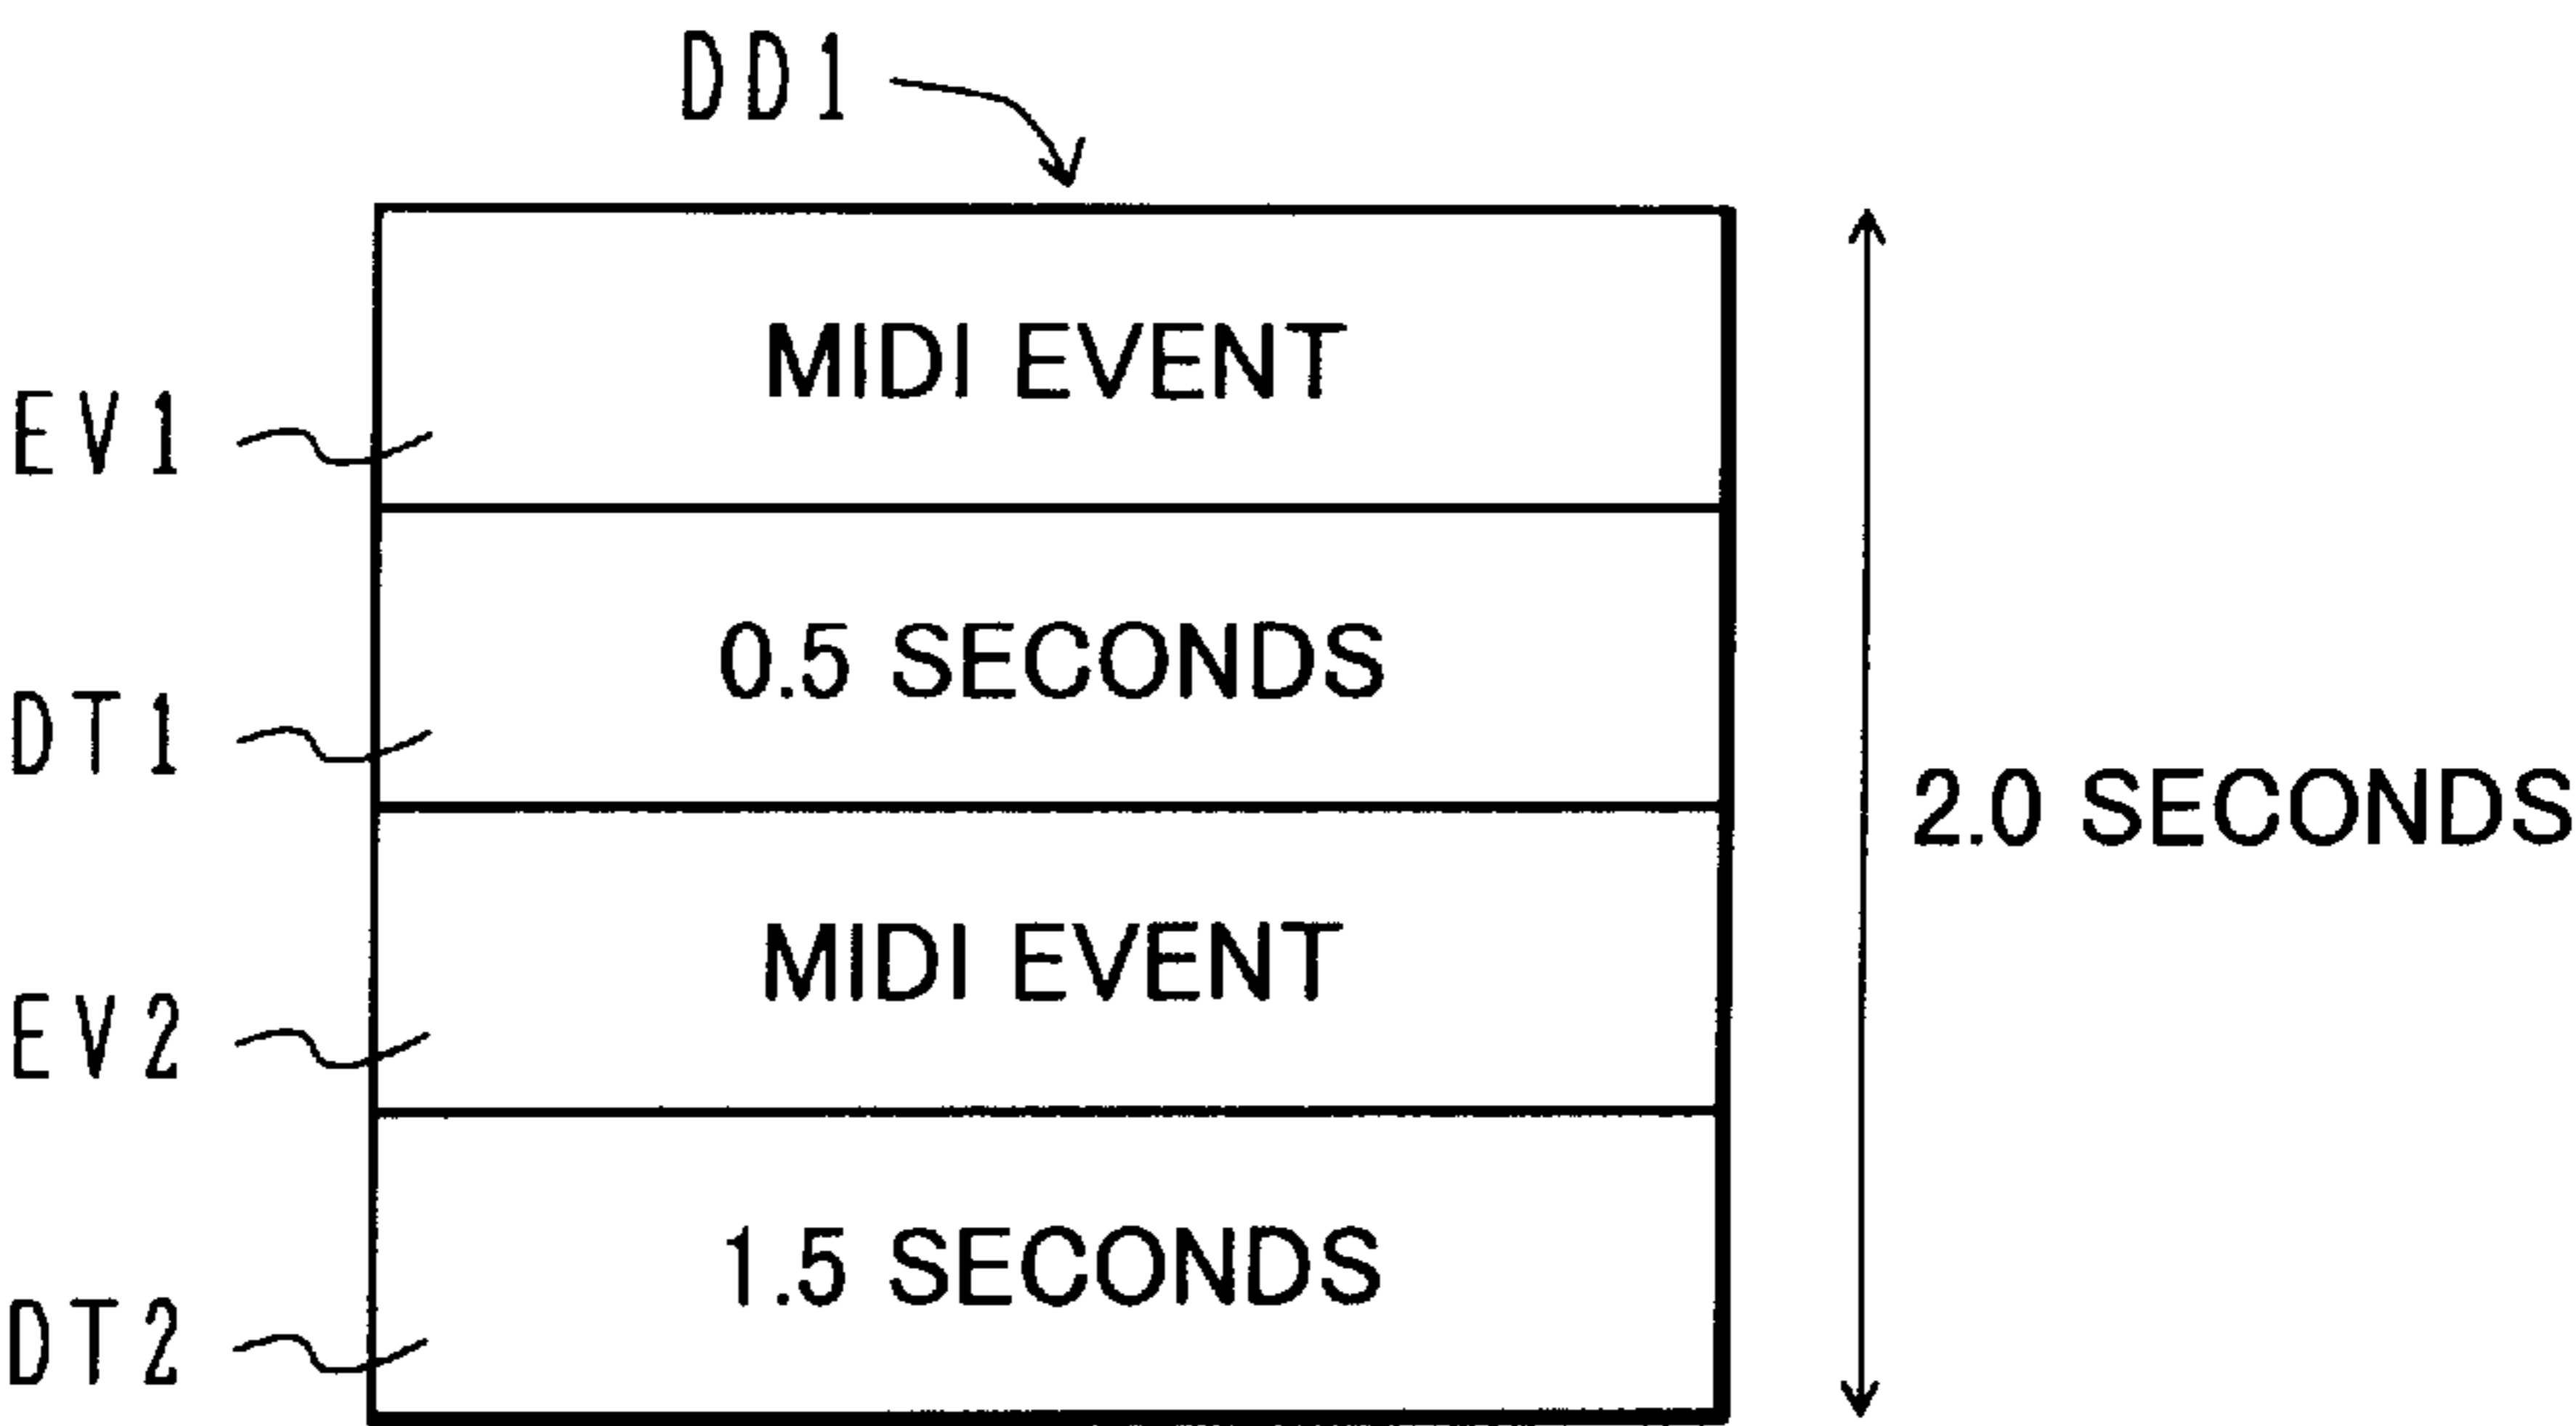 DD1
MIDI EVENT
EV1
0.5 SECONDS
DT1
2.0 SECONDS
MIDI EVENT
EV2
1.5 SECONDS
DT2